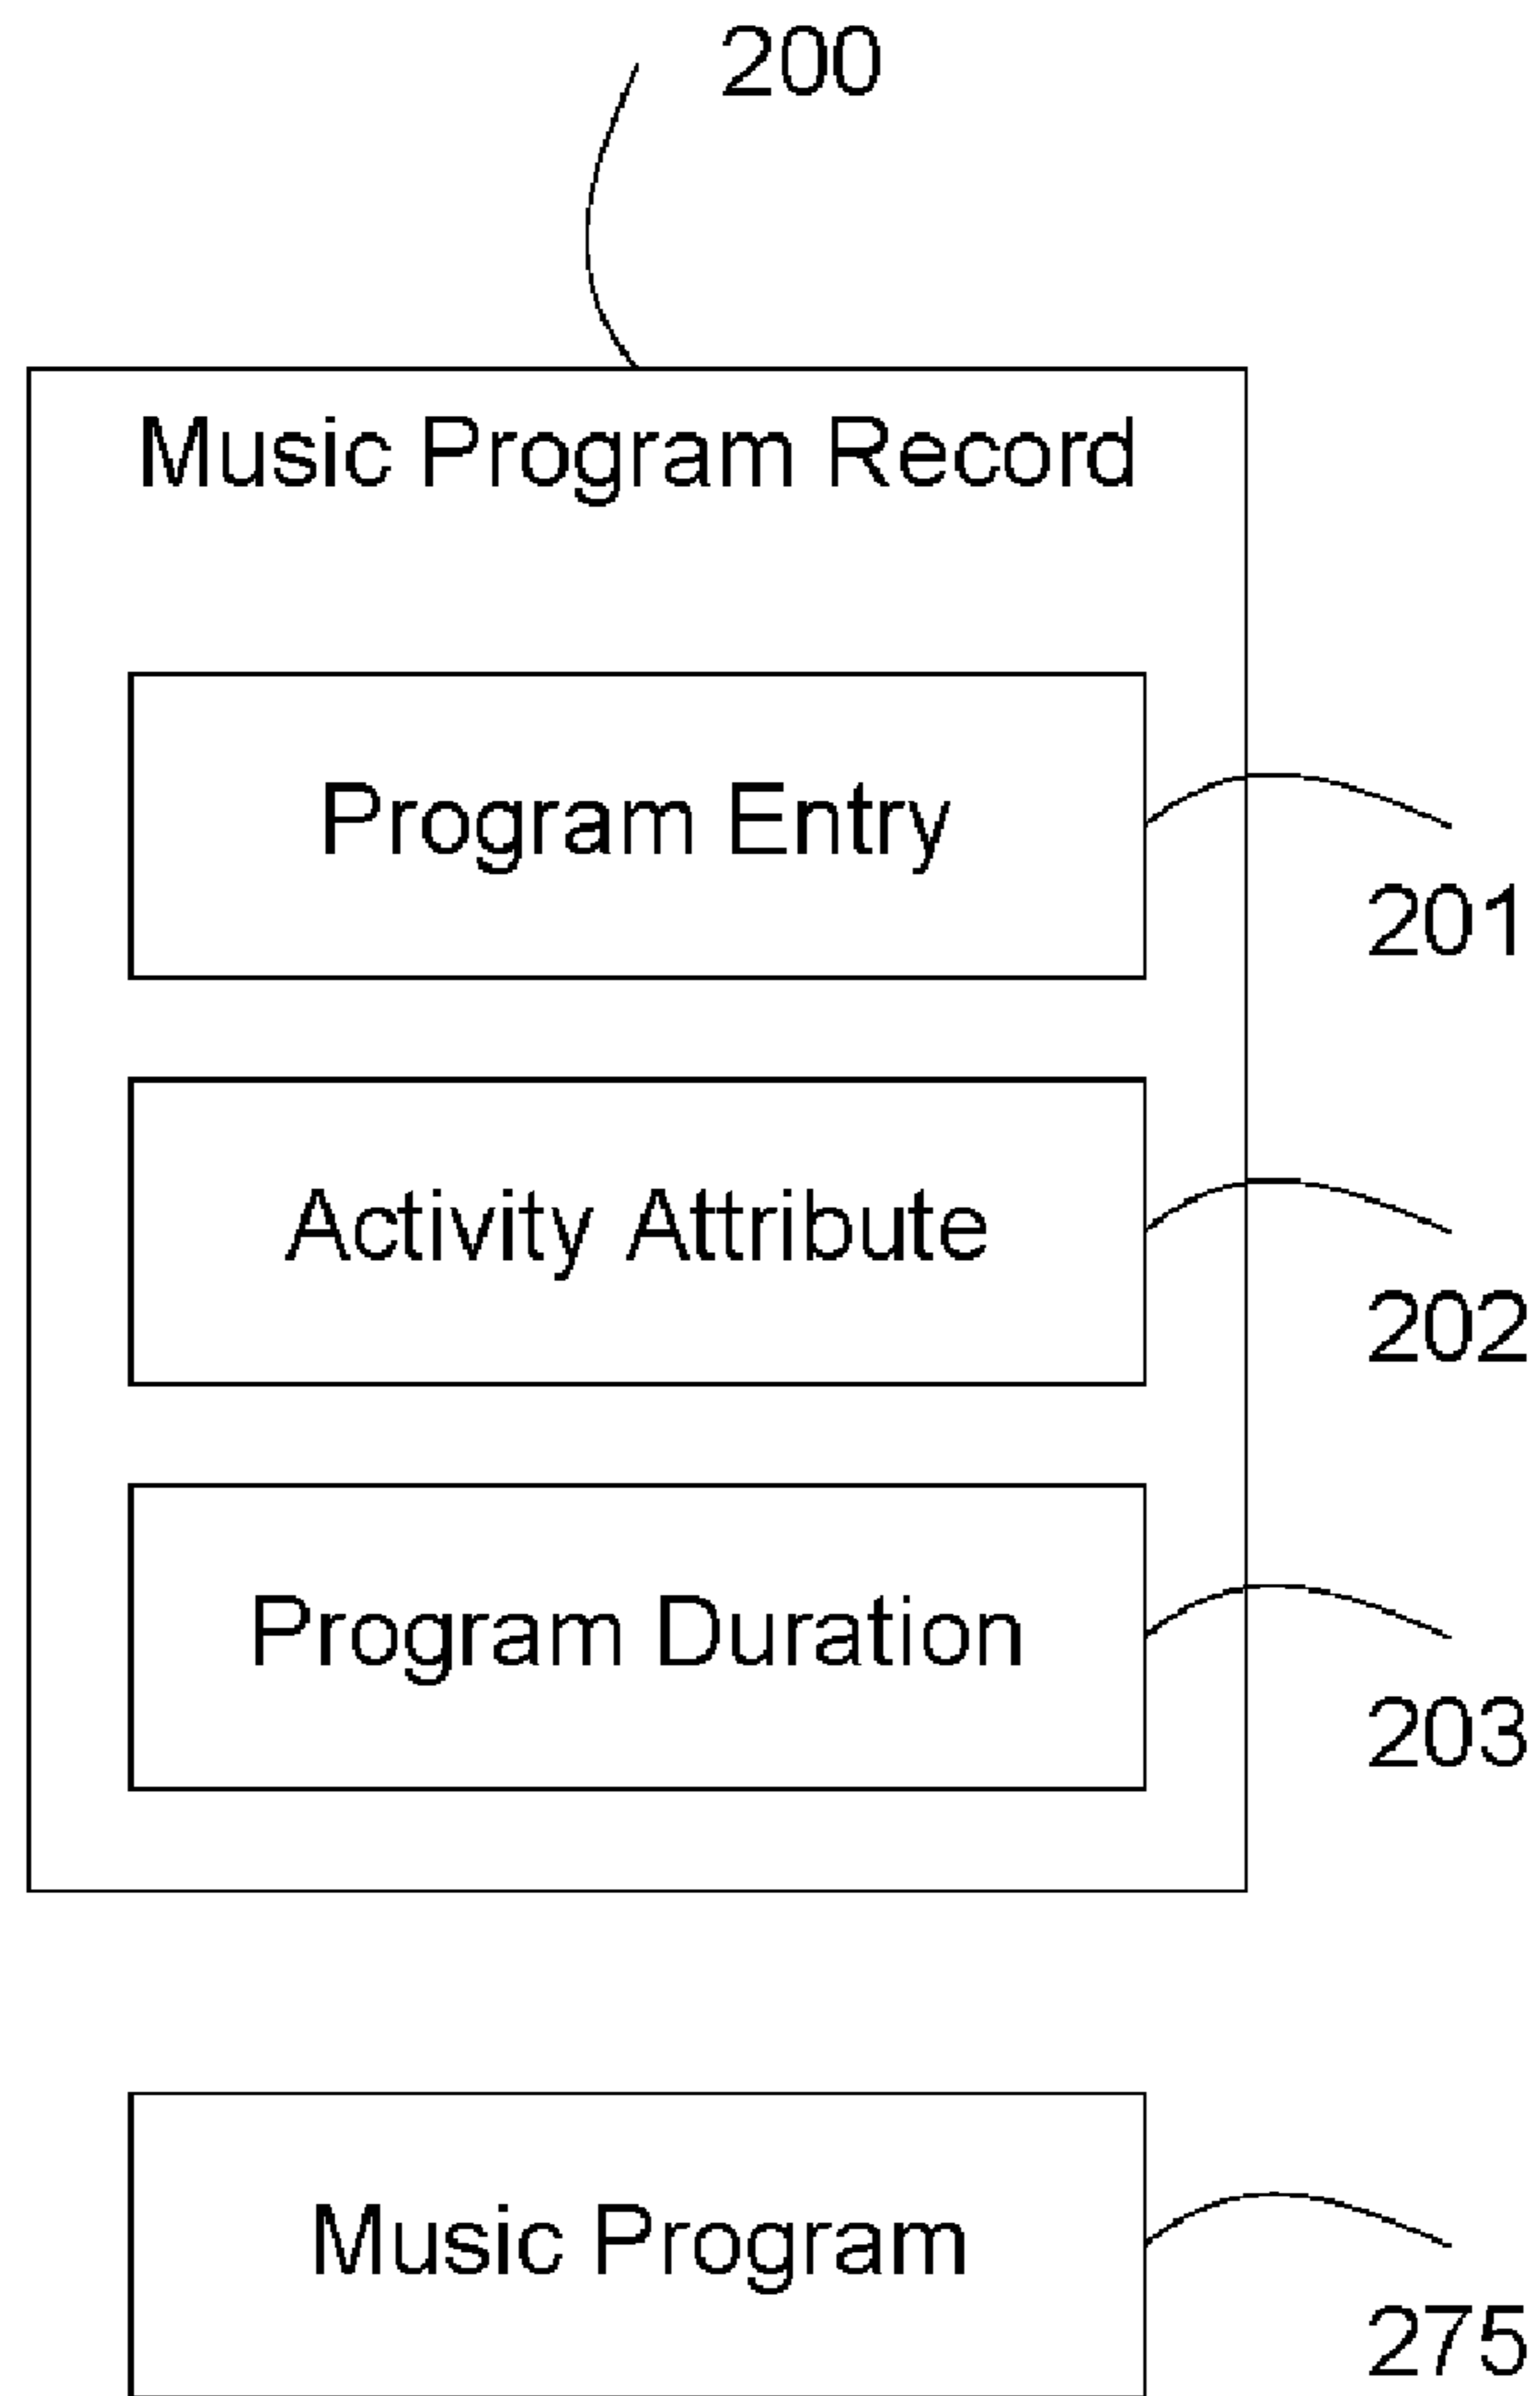 200
Music Program Record
Program Entry
201
Activity Attribute
202
Program Duration
203
Music Program
275